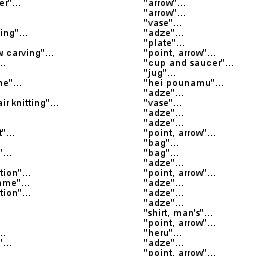 er"... "arrow"...
"arrow"...
"vase"...
ing"... "adze"...
"plate"...
w carving"... "point, arrow"...
... "cup and saucer"...
"jug"...
ne"... "hei pounamu"...
"adze"...
air knitting"... "vase"...
"adze"...
"adze"...
t"... "point, arrow"...
"bag"...
"... "bag"...
"adze"...
tion"... "point, arrow"...
ame"... "adze"...
tion"... "adze"...
"adze"...
"shirt, man's"...
"point, arrow"...
... "heru"...
"... "adze"...
"point, arrow"...